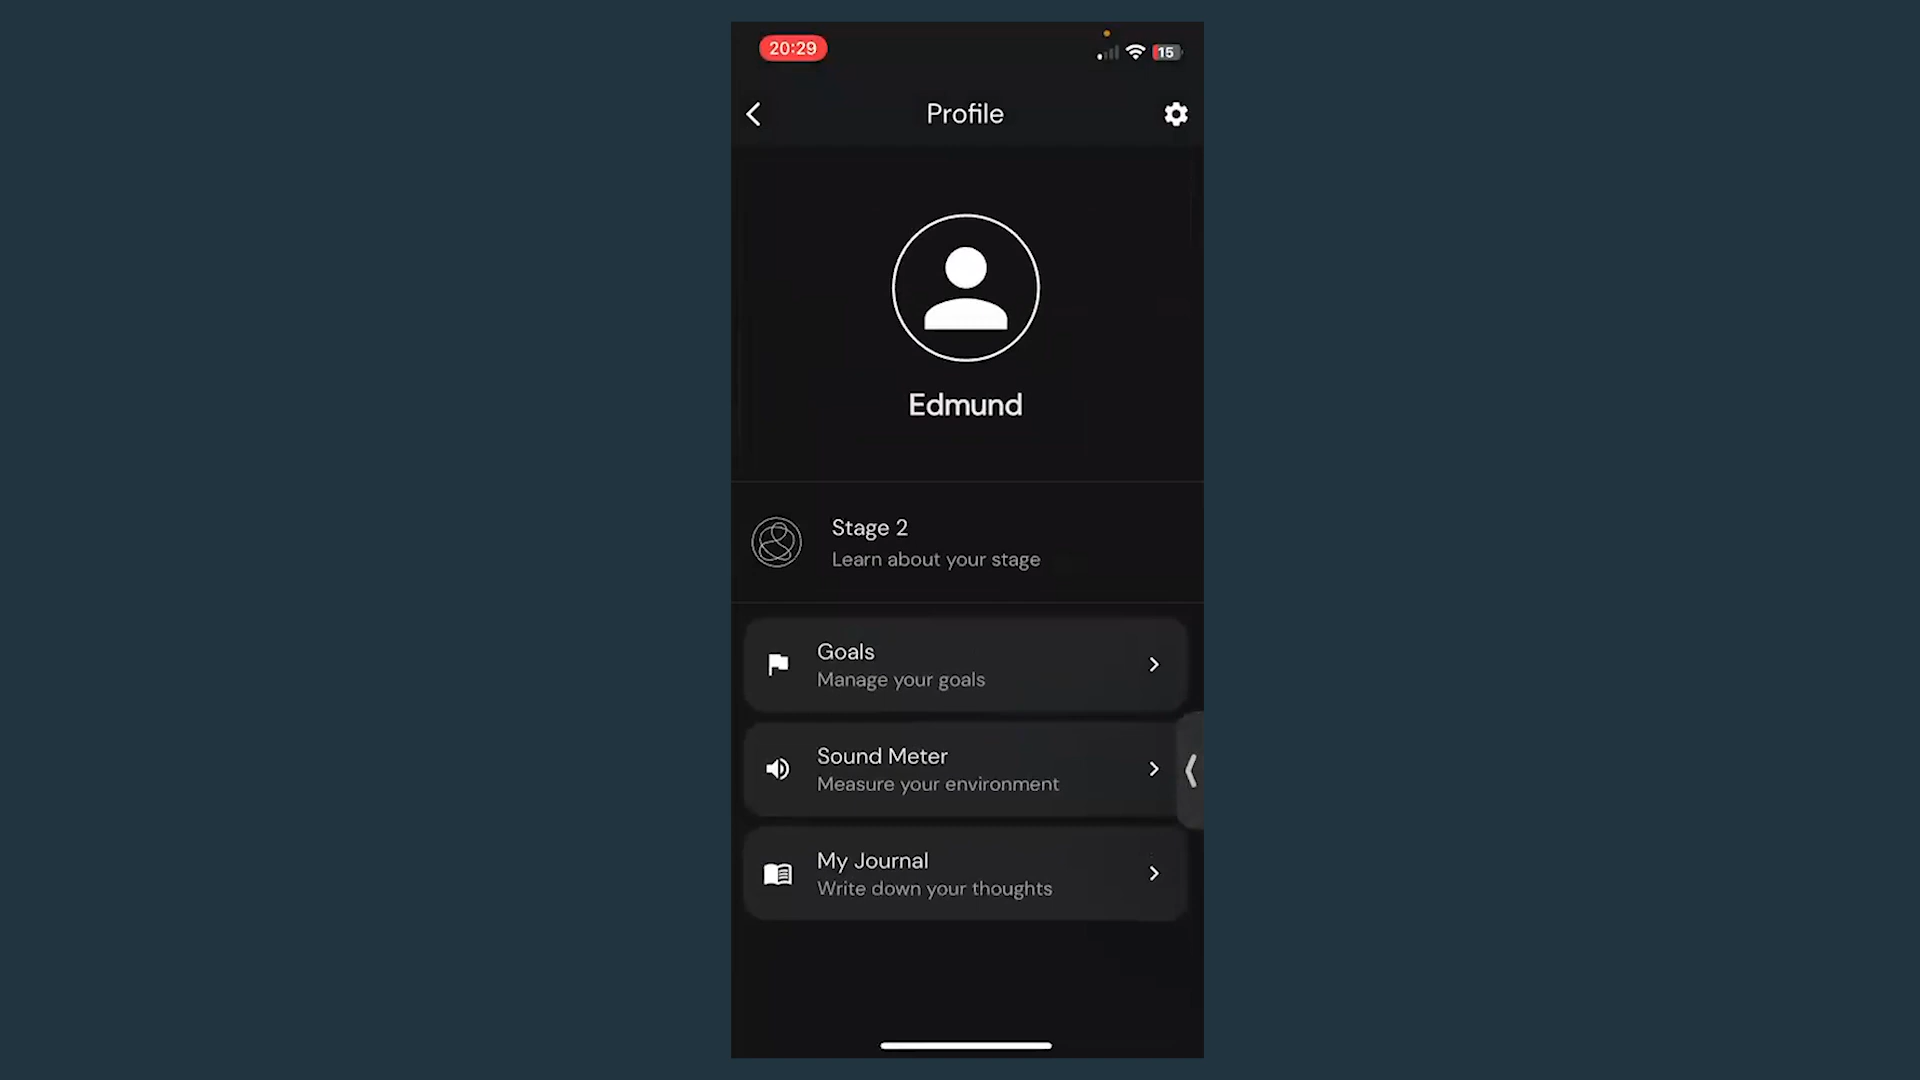 20:29
15
Profile
Edmund
Stage 2
Learn about your stage
Goals
Manage your goals
Sound Meter
Measure your environment
My Journal
Write down your thoughts